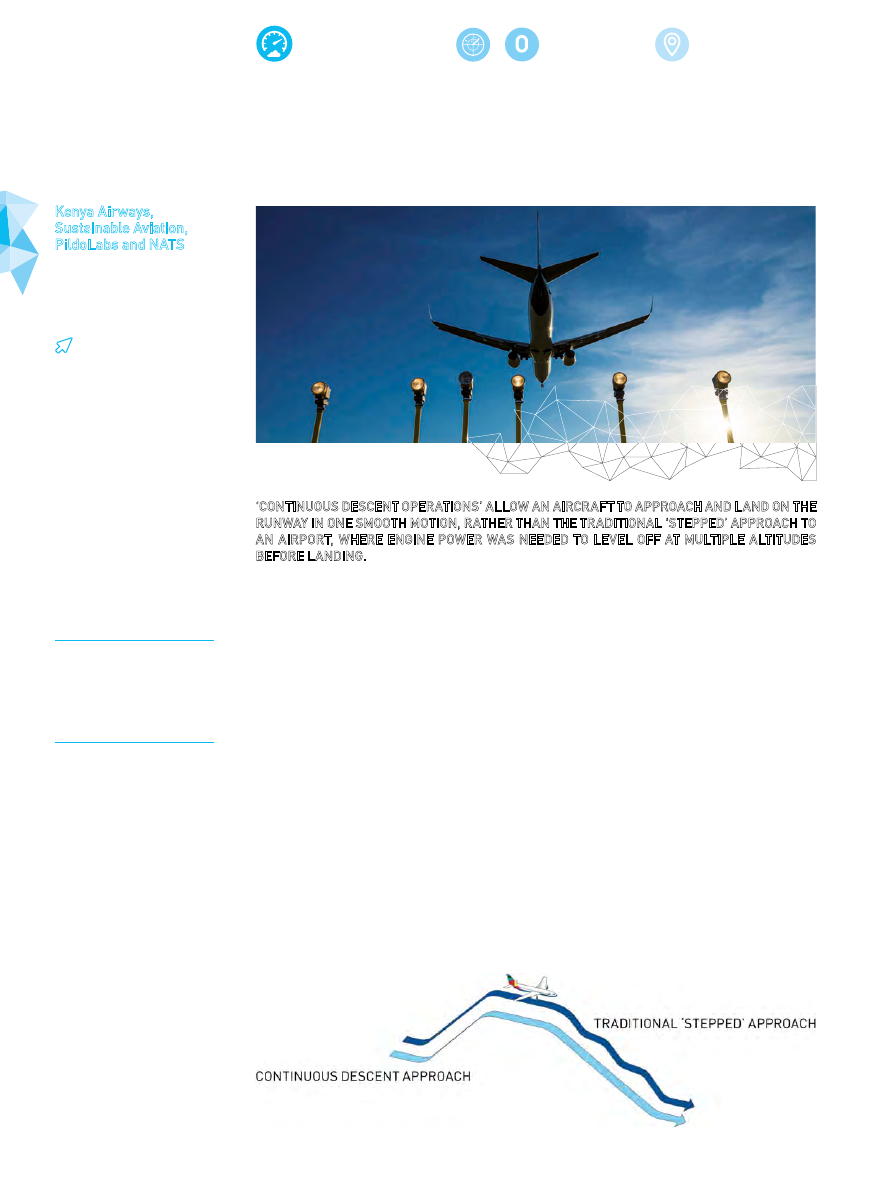 0
Kenya Airways,
Sustainable Aviation,
PildoLabs and NATS
‘CONTINUOUS DESCENT OPERATIONS’ ALLOW AN AIRCRAFT TO APPROACH AND LAND ON THE
RUNWAY IN ONE SMOOTH MOTION, RATHER THAN THE TRADITIONAL ‘STEPPED’ APPROACH TO
AN AIRPORT, WHERE ENGINE POWER WAS NEEDED TO LEVEL OFF AT MULTIPLE ALTITUDES
BEFORE LANDING.
TRADITIONAL ‘STEPPED’ APPROACH
CONTINUOUS DESCENT APPROACH